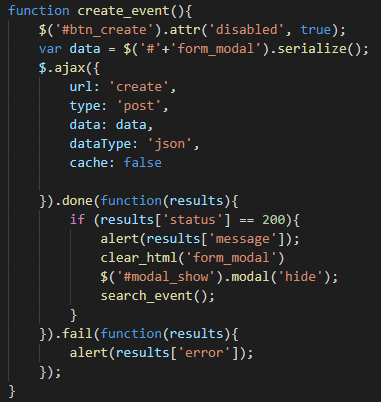 function create_event(){
    $('#btn_create').attr('disabled', true);
    var data = $('#'+'form_modal').serialize();
    $.ajax({
        url: 'create',
        type: 'post',
        data: data,
        dataType: 'json',
        cache: false

    }).done(function(results){
        if (results['status'] == 200){
            alert(results['message']);
            clear_html('form_modal')
            $('#modal_show').modal('hide');
            search_event();
        }
    }).fail(function(results){
        alert(results['error']);
    });
}